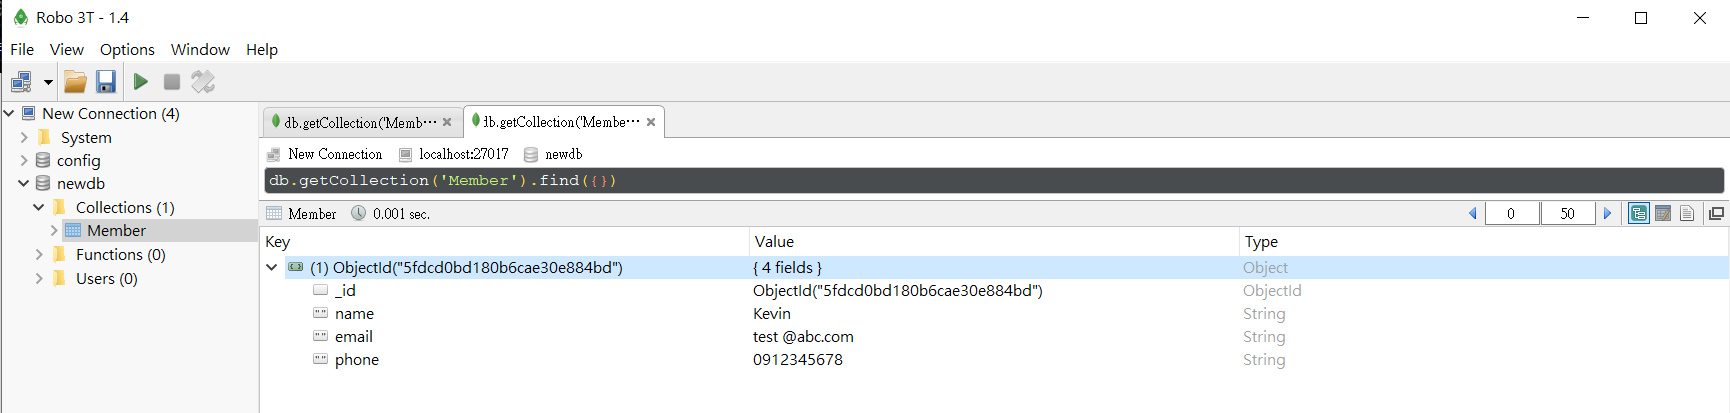 Robo 3T - 1.4
File View Options Window Help
New Connection (4)
System
config
newdb
Collections (1)
Member
Functions (0)
Users (0)
db.getCollection('Memb⋯ db.getCollection('Membe⋯
New Connection localhost:27017 newdb
db.getCollection('Member').find({})
Member 0.001 sec. 0 50
Key Value Type
(1) ObjectId("5fdcd0bd180b6cae30e884bd") { 4 fields } Object
_id ObjectId("5fdcd0bd180b6cae30e884bd") ObjectId
name Kevin String
email test @abc.com String
phone 0912345678 String